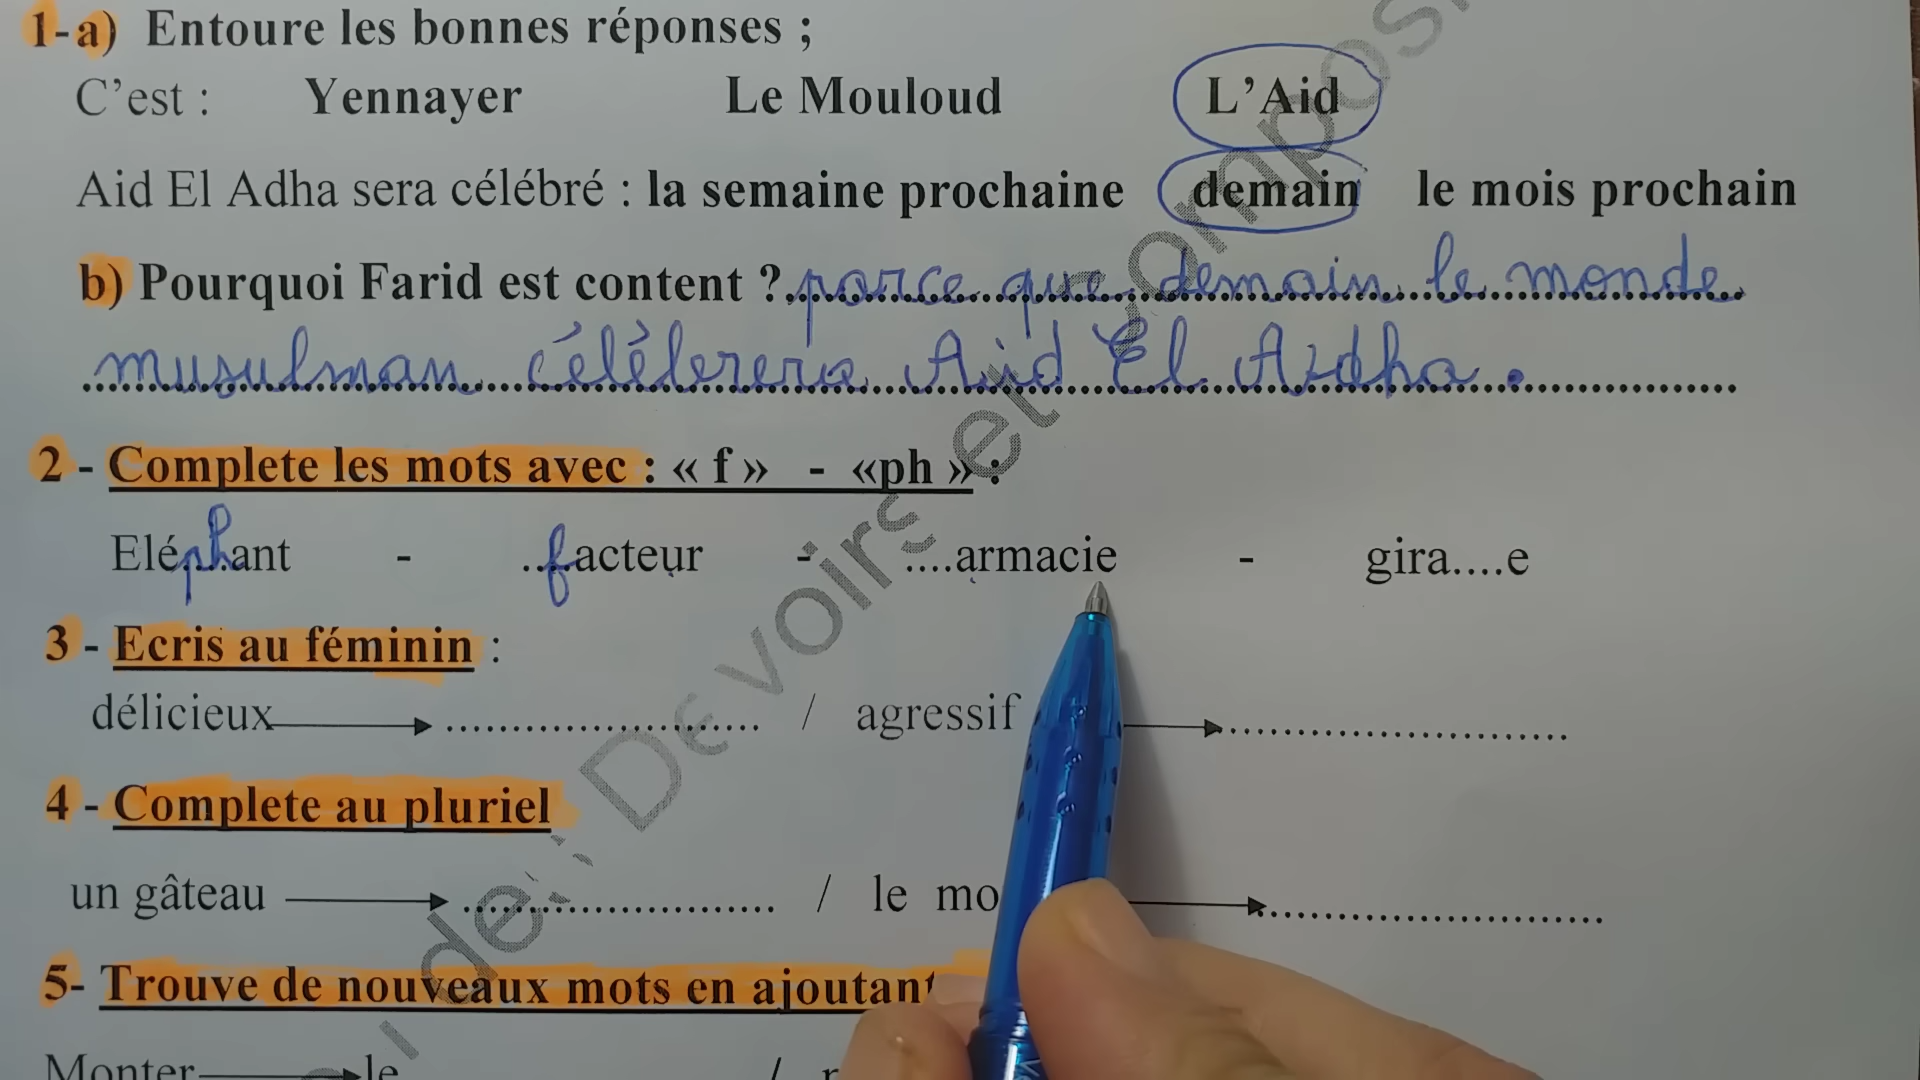 1-a) Entoure les bonnes réponses ;
C'est : Yennayer Le Mouloud L'Aid
Aid El Adha sera célébré : la semaine prochaine demain le mois prochain
b) Pourquoi Farid est content ? parce que demain le monde
musulman célèbrera Aid El Adha.
2 - Complete les mots avec : « f » - «ph » :
Eléphant - ..facteur - ....armacie - gira....e
3 - Ecris au féminin :
délicieux ........................ / agressif ..........................
4 - Complete au pluriel
un gâteau ........................ / le mo ..........................
5- Trouve de nouveaux mots en ajoutant
Monter le / r
Devoirs et